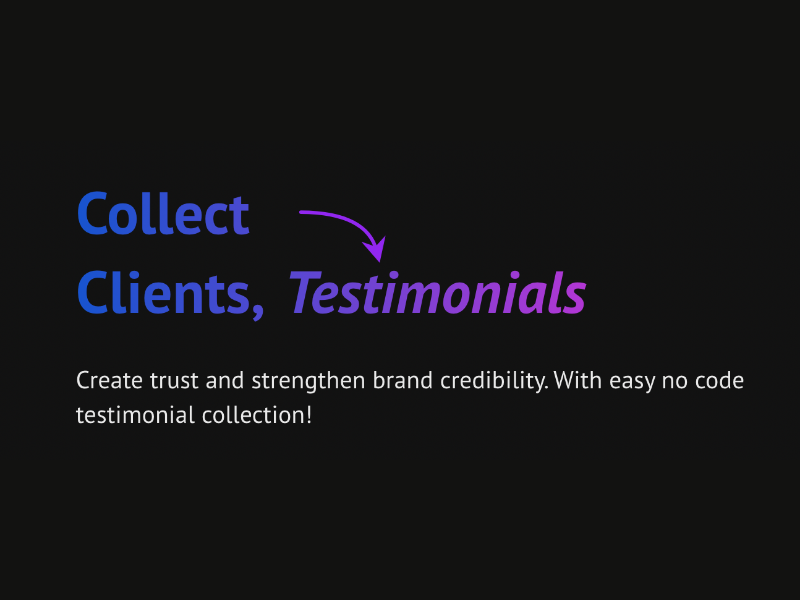 Collect
Clients, Testimonials
Create trust and strengthen brand credibility. With easy no code
testimonial collection!